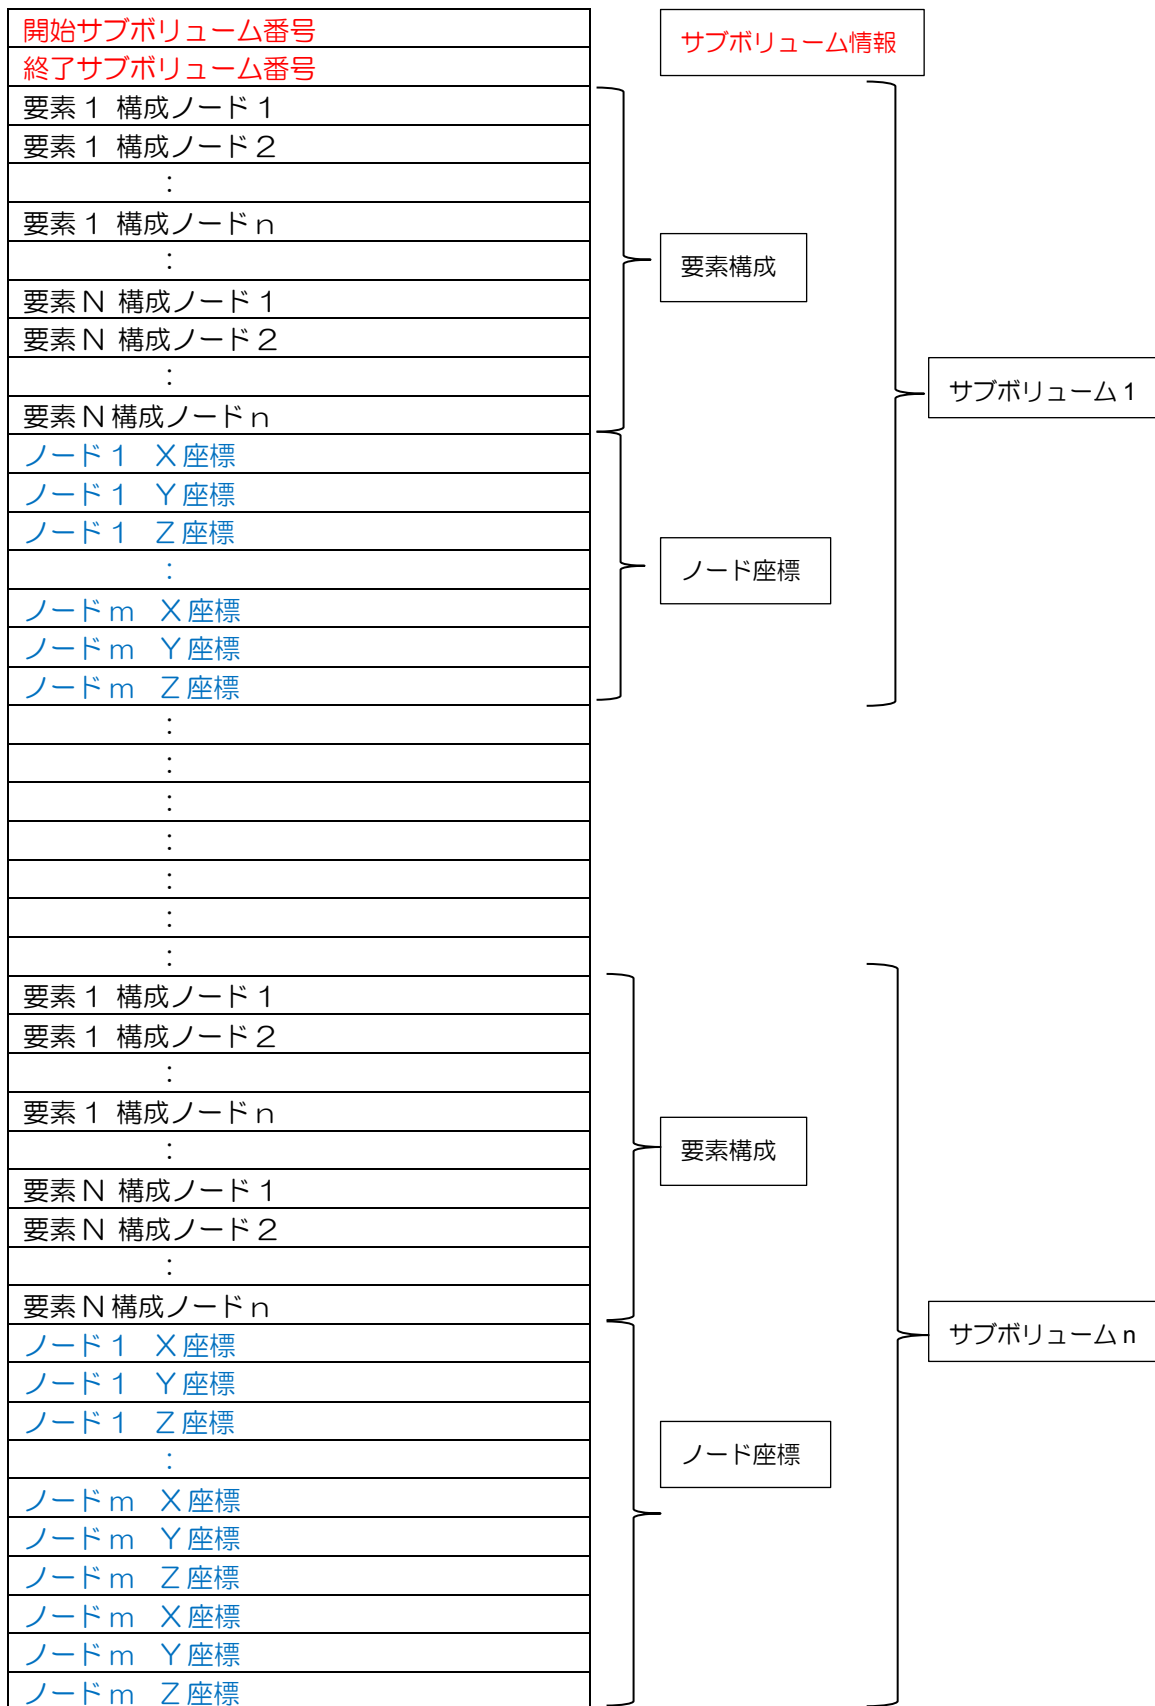 開始サブボリューム番号
終了サブボリューム番号
サブボリューム情報
要素１ 構成ノード１
要素１ 構成ノード２
：
要素１ 構成ノードｎ
：
要素Ｎ 構成ノード１
要素Ｎ 構成ノード２
：
要素Ｎ構成ノードｎ
要素構成
ノード１　Ｘ座標
ノード１　Ｙ座標
ノード１　Ｚ座標
：
ノードｍ　Ｘ座標
ノードｍ　Ｙ座標
ノードｍ　Ｚ座標
ノード座標
サブボリューム1
：
：
：
：
：
：
：
要素１ 構成ノード１
要素１ 構成ノード２
：
要素１ 構成ノードｎ
：
要素Ｎ 構成ノード１
要素Ｎ 構成ノード２
：
要素Ｎ構成ノードｎ
要素構成
ノード１　Ｘ座標
ノード１　Ｙ座標
ノード１　Ｚ座標
：
ノードｍ　Ｘ座標
ノードｍ　Ｙ座標
ノードｍ　Ｚ座標
ノードｍ　Ｘ座標
ノードｍ　Ｙ座標
ノードｍ　Ｚ座標
ノード座標
サブボリュームn